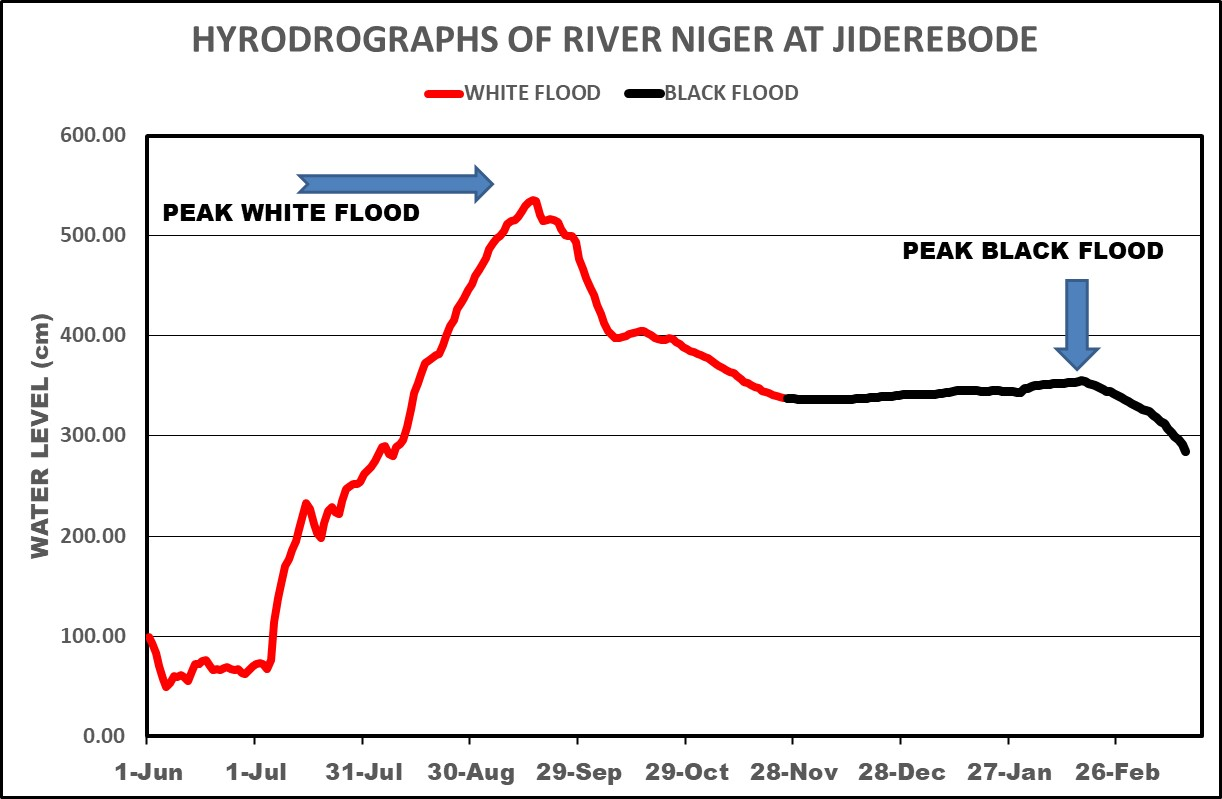 HYRODROGRAPHS OF RIVER NIGER AT JIDEREBODE
WHITE FLOOD BLACK FLOOD
600.00
PEAK WHITE FLOOD
500.00
PEAK BLACK FLOOD
400.00
300.00
200.00
100.00
0.00
WATER LEVEL (cm)
1-Jun 1-Jul 31-Jul 30-Aug 29-Sep 29-Oct 28-Nov 28-Dec 27-Jan 26-Feb